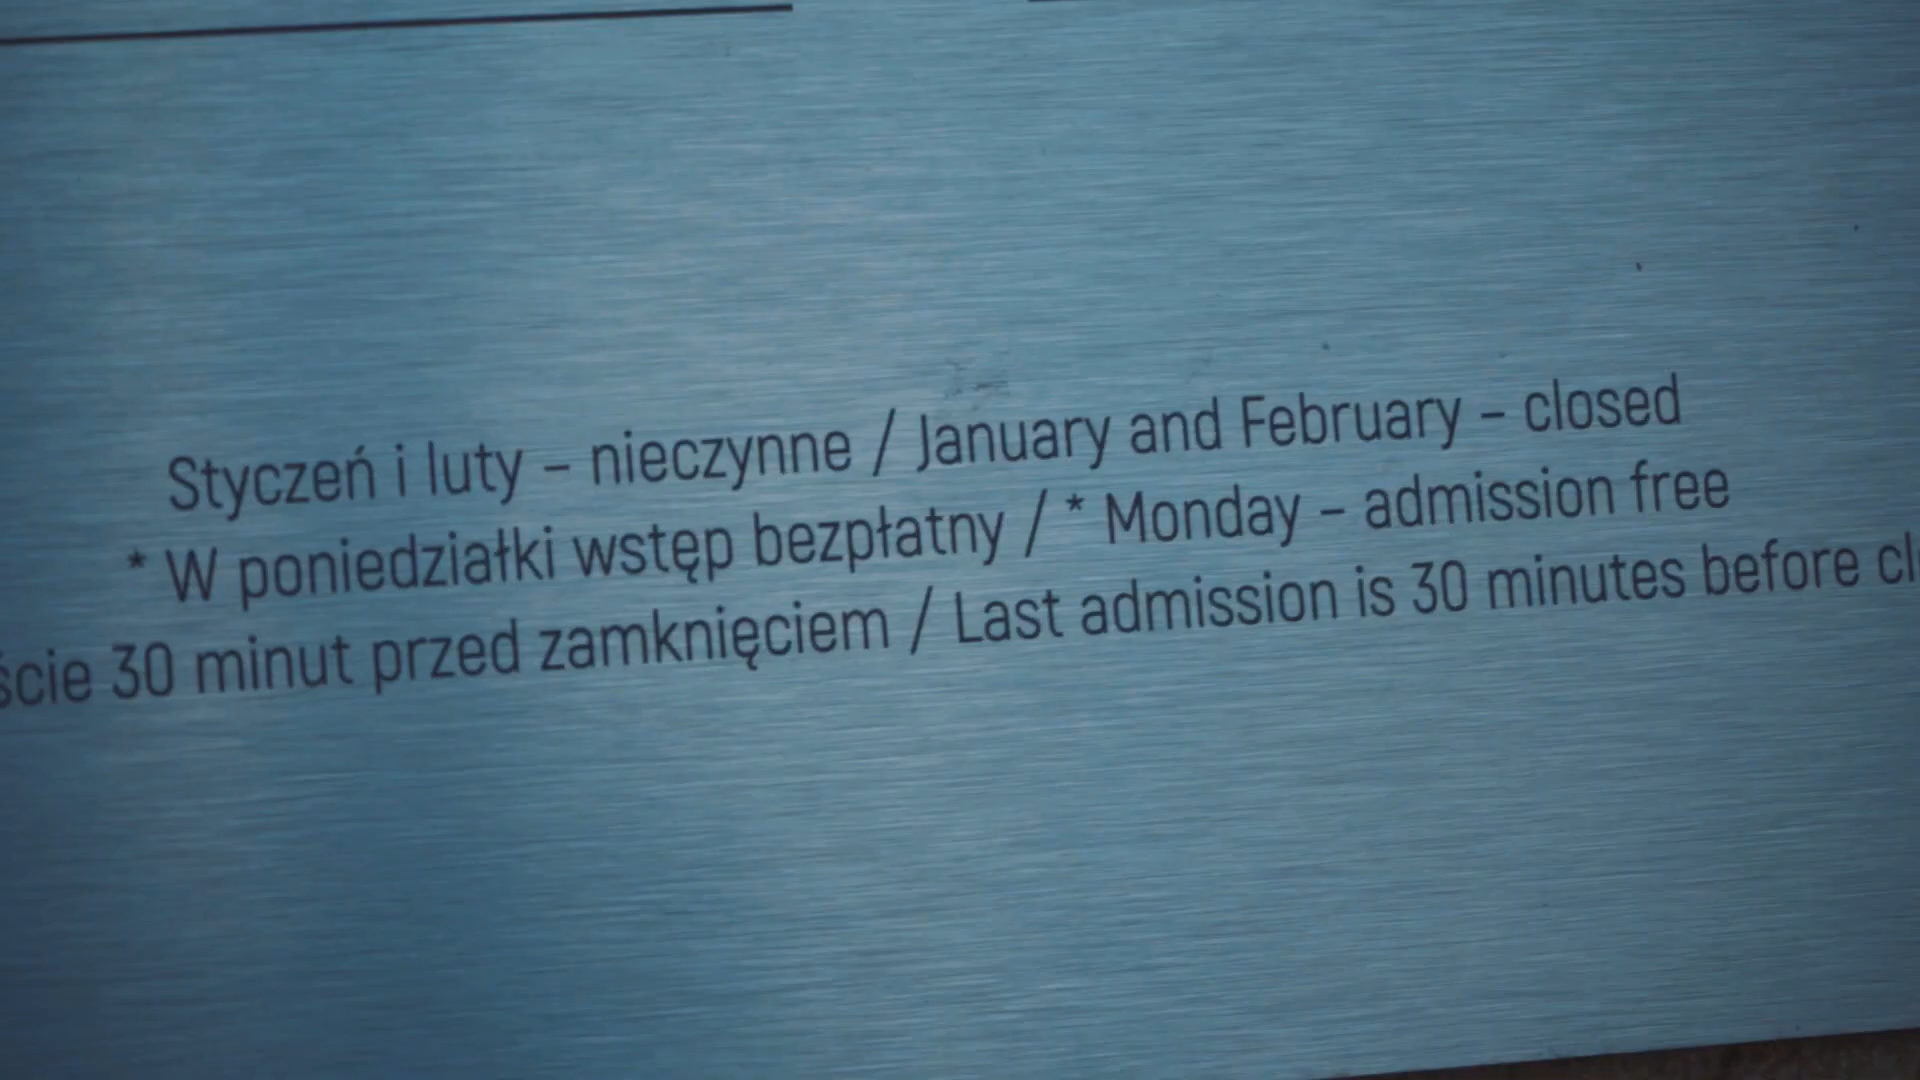 Styczeń i luty – nieczynne / January and February – closed
* W poniedziałki wstęp bezpłatny / * Monday – admission free
30 minut przed zamknięciem / Last admission is 30 minutes before